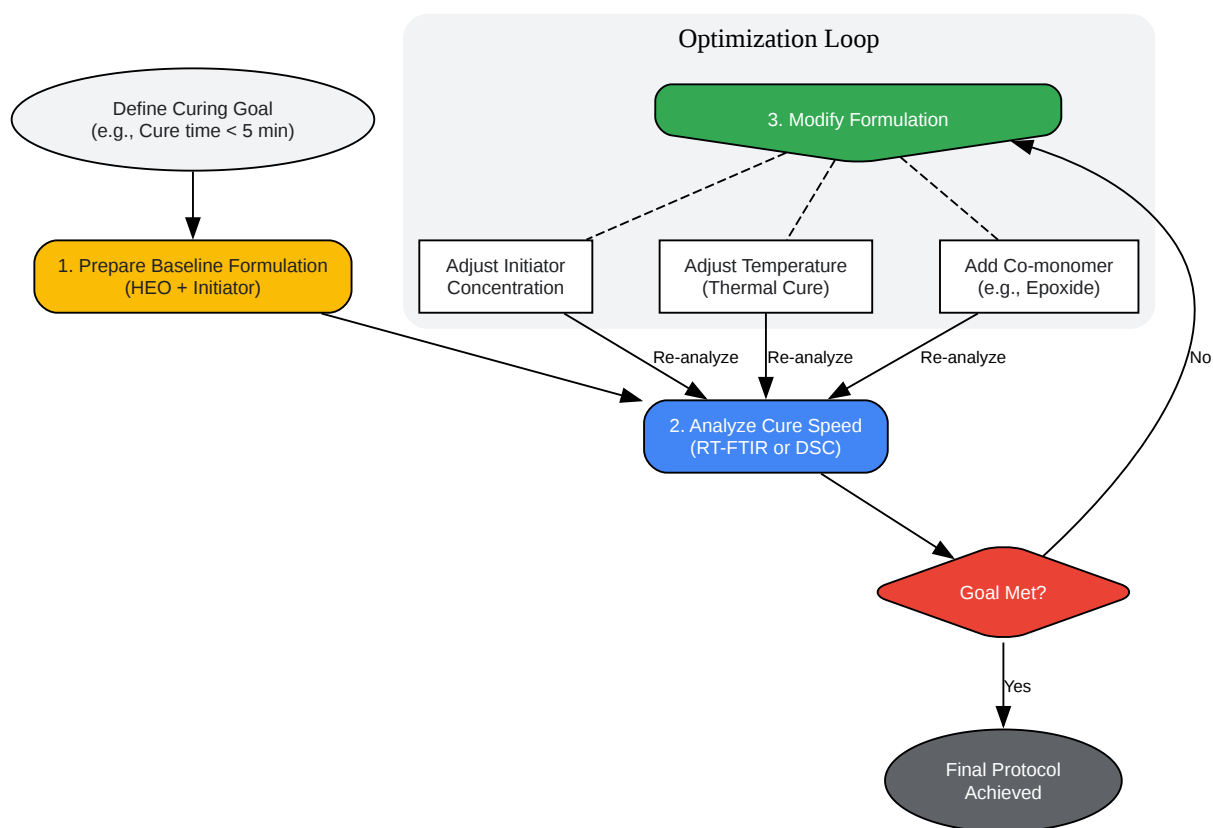 Optimization Loop
Define Curing Goal
(e.g., Cure time < 5 min)
3. Modify Formulation
1. Prepare Baseline Formulation
(HEO + Initiator)
Adjust Initiator
Concentration
Adjust Temperature
(Thermal Cure)
Add Co-monomer
(e.g., Epoxide)
Re-analyze
Re-analyze
Re-analyze
No
2. Analyze Cure Speed
(RT-FTIR or DSC)
Goal Met?
Yes
Final Protocol
Achieved